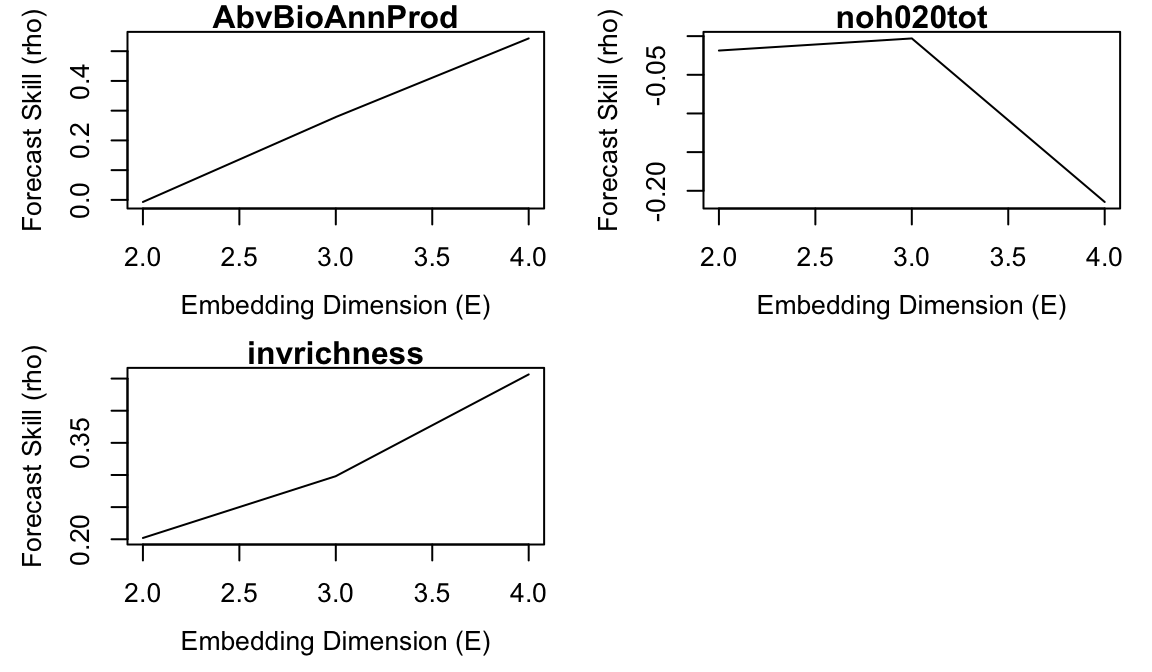 AbvBioAnnProd
Forecast Skill (rho)
0.4
0.2
0.0
2.0 2.5 3.0 3.5 4.0
Embedding Dimension (E)
noh020tot
Forecast Skill (rho)
-0.05
-0.20
2.0 2.5 3.0 3.5 4.0
Embedding Dimension (E)
invrichness
Forecast Skill (rho)
0.35
0.20
2.0 2.5 3.0 3.5 4.0
Embedding Dimension (E)